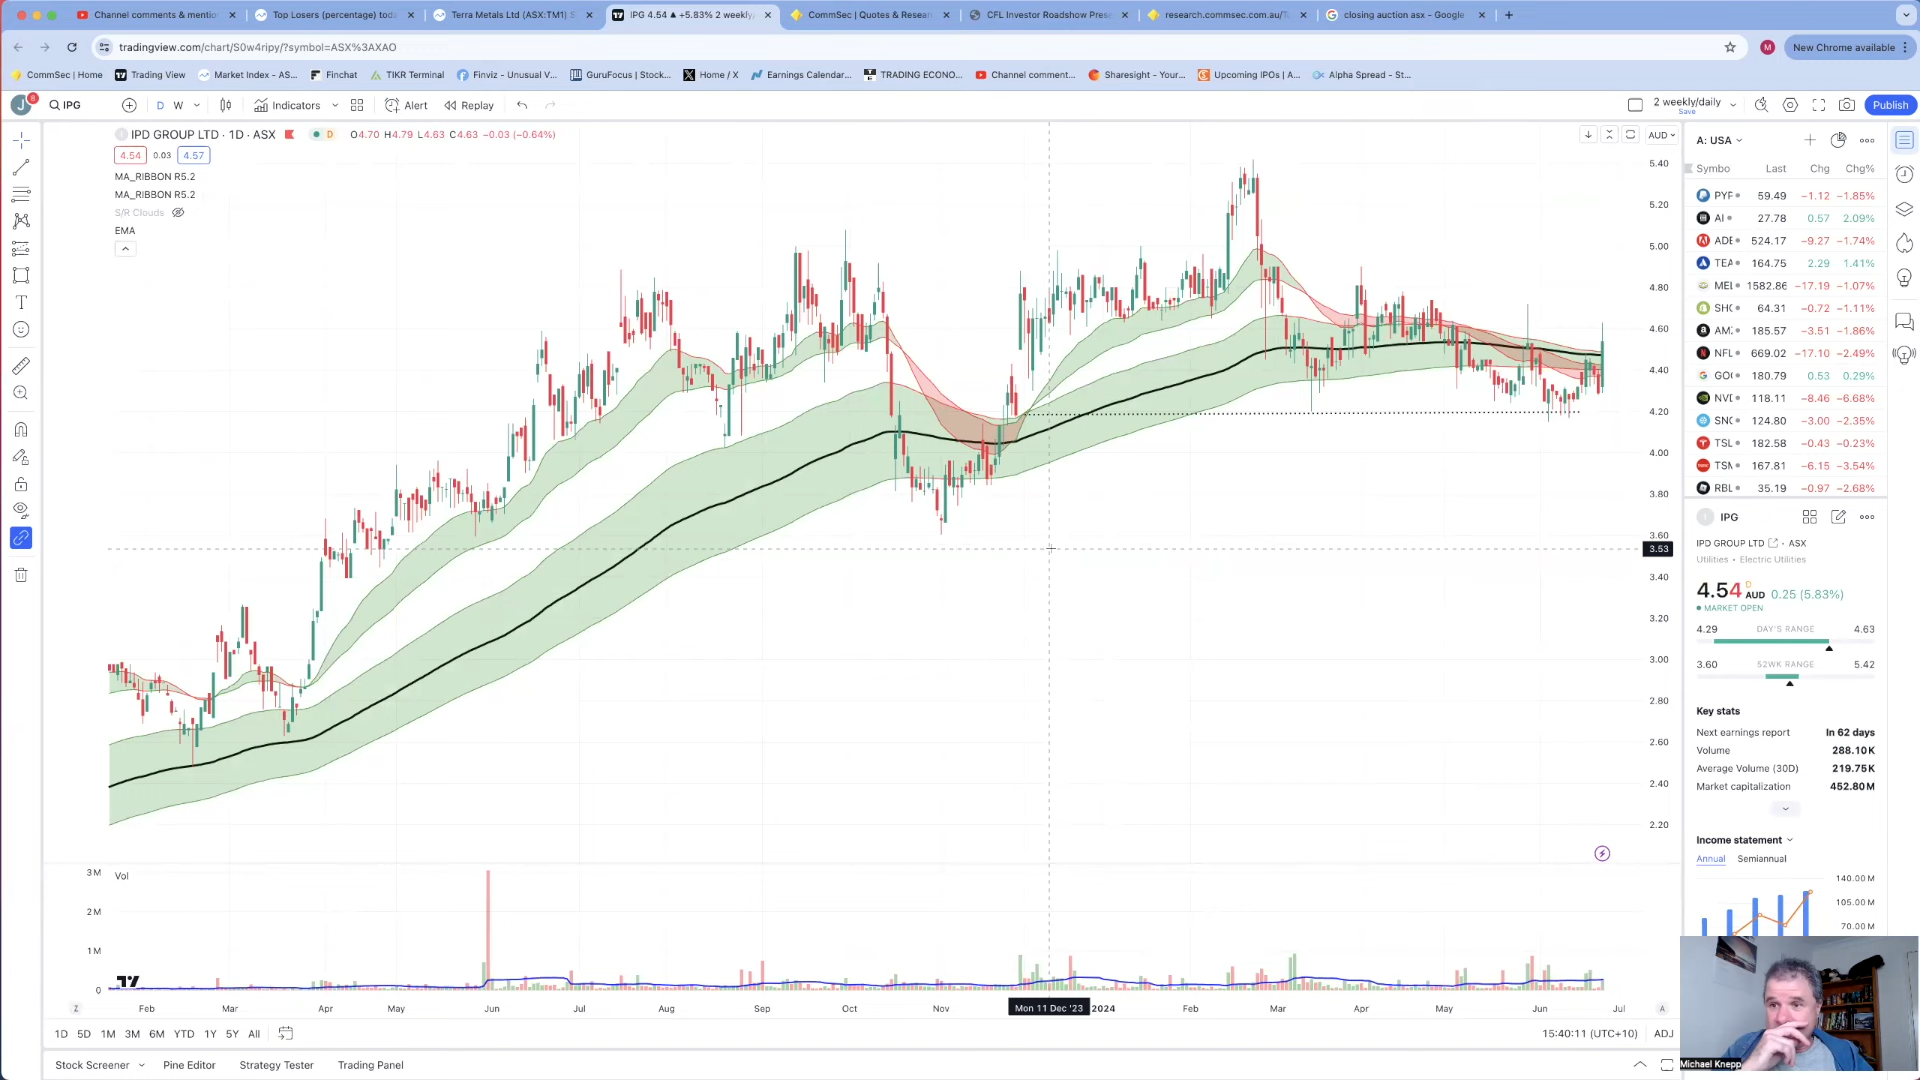 Channel comments & mentio
Top Losers (percentage) tod
Terra Metals Ltd (ASX:TM1) S
IPG 4.54 ▲ +5.83% 2 weekly,
CommSec | Quotes & Resear
CFL Investor Roadshow Prese
research.commsec.com.au/T
closing auction asx - Google
tradingview.com/chart/S0w4ripy/?symbol=ASX%3AXAO
M
New Chrome available
CommSec | Home
Trading View
Market Index - AS...
Finchat
TIKR Terminal
Finviz - Unusual V...
GuruFocus | Stock...
Home / X
Earnings Calendar...
TRADING ECONO...
Channel comment...
Sharesight - Your...
Upcoming IPOs | A...
Alpha Spread - St...
J
8
IPG
D
W
Indicators
Alert
Replay
2 weekly/daily
Save
Publish
IPD GROUP LTD · 1D · ASX
D
O4.70 H4.79 L4.63 C4.63 −0.03 (−0.64%)
4.54
0.03
4.57
MA_RIBBON R5.2
MA_RIBBON R5.2
S/R Clouds
EMA
AUD
5.40
5.20
5.00
4.80
4.60
4.40
4.20
4.00
3.80
3.60
3.53
3.40
3.20
3.00
2.80
2.60
2.40
2.20
Vol
3 M
2 M
1 M
0
Z
Feb
Mar
Apr
May
Jun
Jul
Aug
Sep
Oct
Nov
Mon 11 Dec '23
2024
Feb
Mar
Apr
May
Jun
Jul
A
1D
5D
1M
3M
6M
YTD
1Y
5Y
All
15:40:11 (UTC+10)
ADJ
Stock Screener
Pine Editor
Strategy Tester
Trading Panel
A: USA
Symbo
Last
Chg
Chg%
PYF 59.49 −1.12 −1.85%
AI 27.78 0.57 2.09%
ADE 524.17 −9.27 −1.74%
TEA 164.75 2.29 1.41%
MEL 1582.86 −17.19 −1.07%
SHC 64.31 −0.72 −1.11%
AMZ 185.57 −3.51 −1.86%
NFL 669.02 −17.10 −2.49%
GOO 180.79 0.53 0.29%
NVD 118.11 −8.46 −6.68%
SNO 124.80 −3.00 −2.35%
TSL 182.58 −0.43 −0.23%
TSM 167.81 −6.15 −3.54%
RBL 35.19 −0.97 −2.68%
IPG
IPD GROUP LTD · ASX
Utilities • Electric Utilities
4.54 D AUD 0.25 (5.83%)
MARKET OPEN
4.29 DAY'S RANGE 4.63
3.60 52WK RANGE 5.42
Key stats
Next earnings report In 62 days
Volume 288.10K
Average Volume (30D) 219.75K
Market capitalization 452.80M
Income statement
Annual Semiannual
140.00 M
105.00 M
70.00 M
Michael Knepp